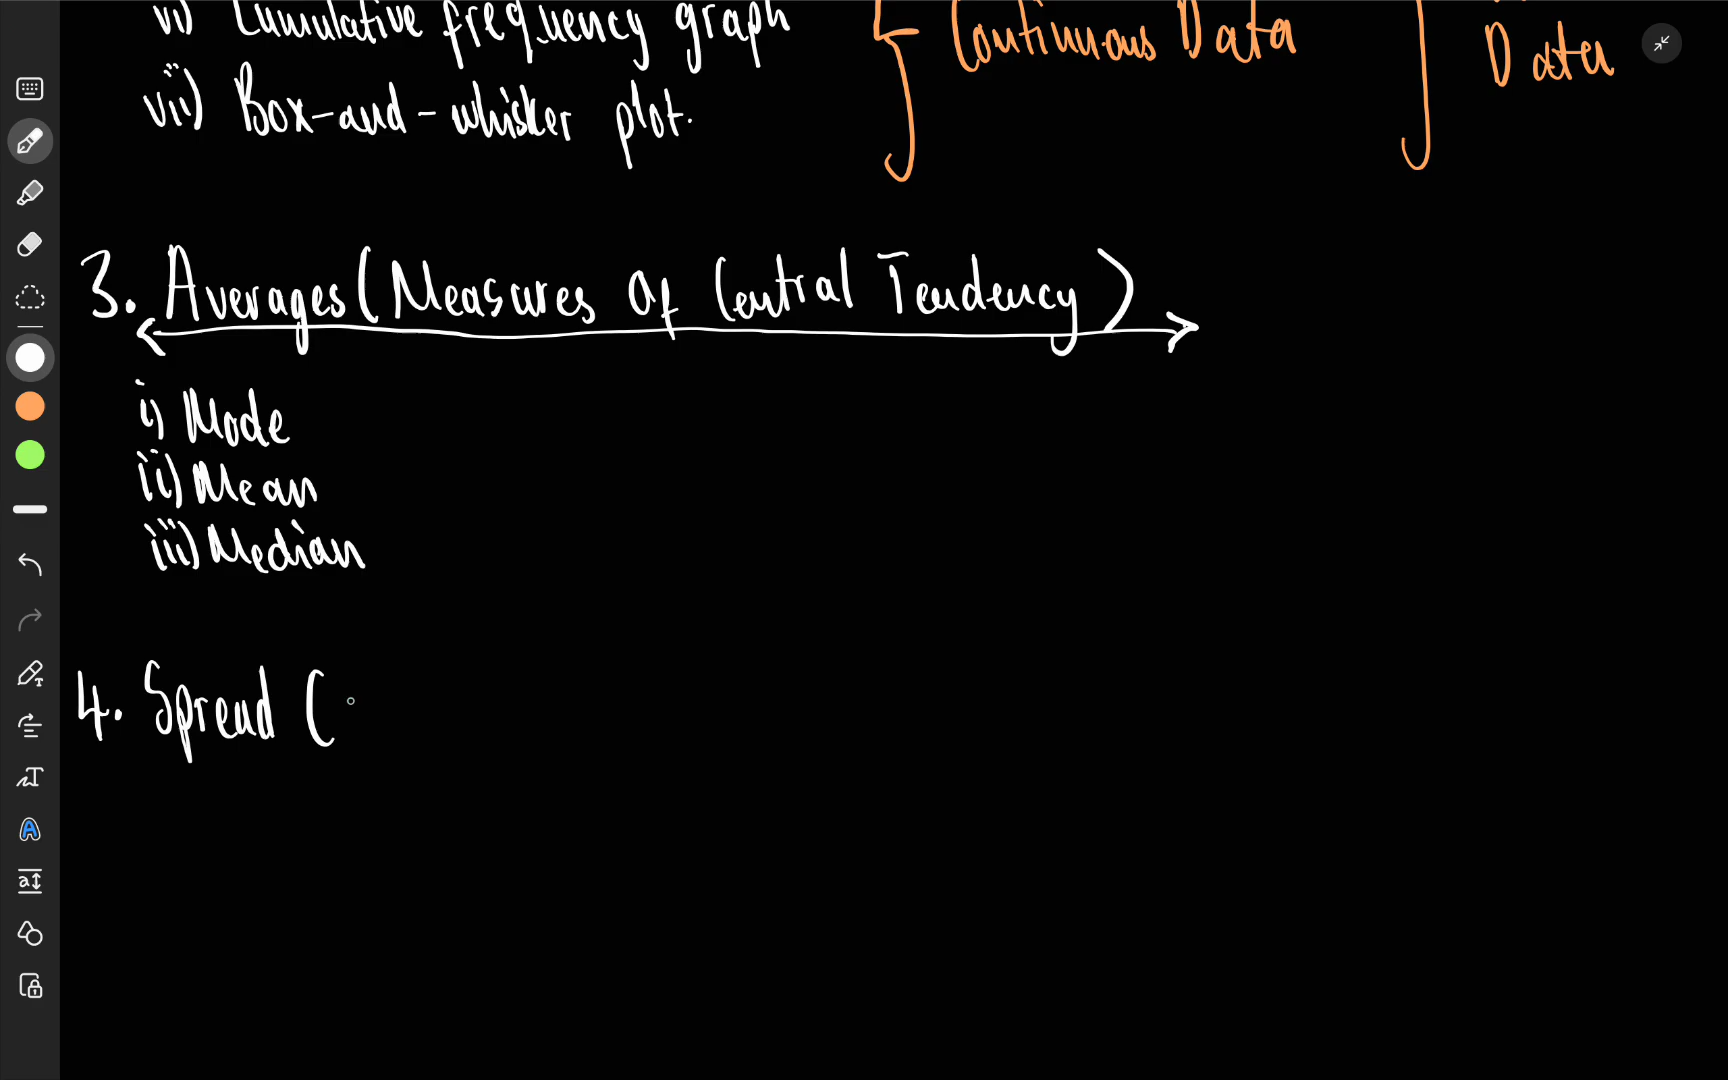 vi) Cumulative frequency graph
Continuous Data
Data
vii) Box-and-whisker plot.
3. Averages (Measures Of Central Tendency)
i) Mode
ii) Mean
iii) Median
4. Spread (